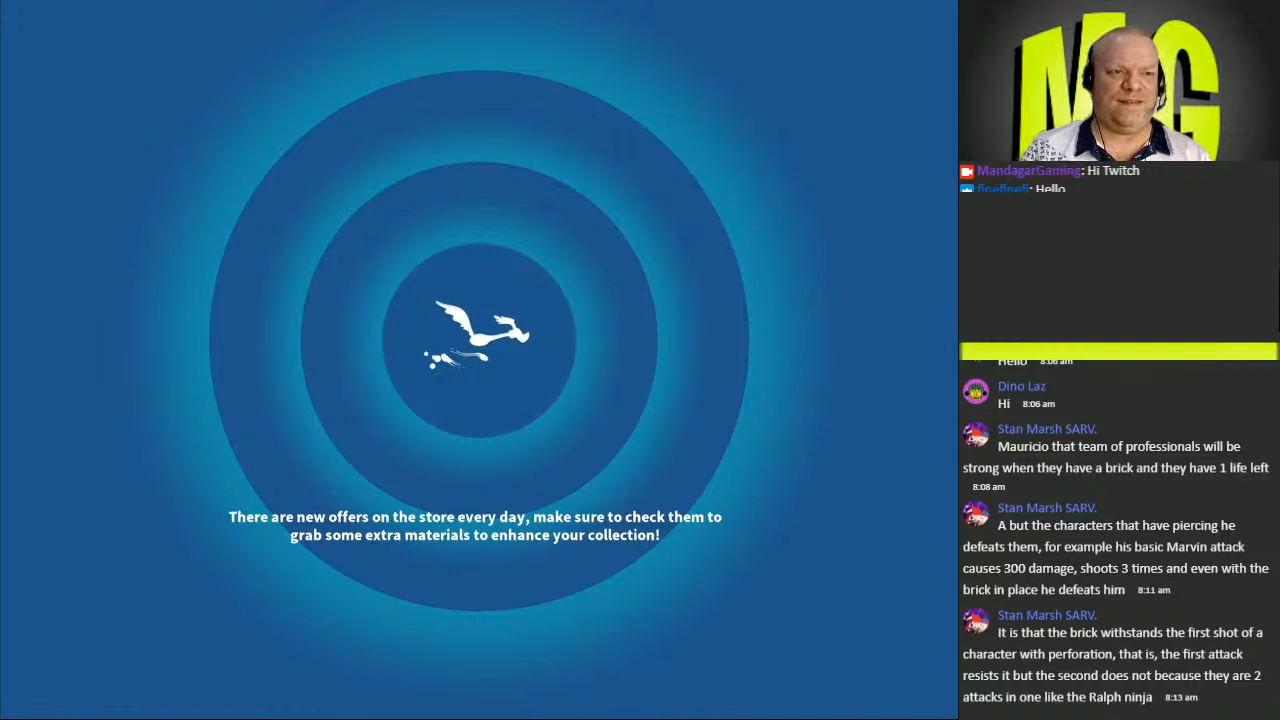 MG
MandagarGaming: Hi Twitch
finefinefi: Hello
Hello 8:06 am
Dino Laz
Hi 8:06 am
Stan Marsh SARV.
Mauricio that team of professionals will be
strong when they have a brick and they have 1 life left
8:08 am
Stan Marsh SARV.
A but the characters that have piercing he
defeats them, for example his basic Marvin attack
causes 300 damage, shoots 3 times and even with the
brick in place he defeats him 8:11 am
Stan Marsh SARV.
It is that the brick withstands the first shot of a
character with perforation, that is, the first attack
resists it but the second does not because they are 2
attacks in one like the Ralph ninja 8:13 am
There are new offers on the store every day, make sure to check them to
grab some extra materials to enhance your collection!